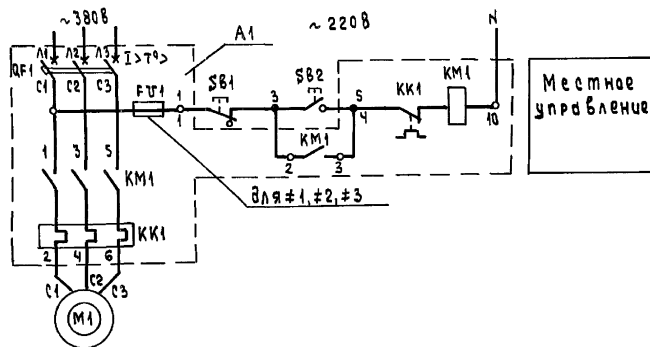 ~380В
~220В
N
А1
Л1 Л2 Л3 I>Т°>
QF1
С1 С2 С3
FU1
1
1
SB1
3
SB2
5
4
КК1
КМ1
10
Местное
управление
КМ1
2 3
1 3 5
КМ1
для ≠1, ≠2, ≠3
КК1
2 4 6
С1 С2 С3
М1